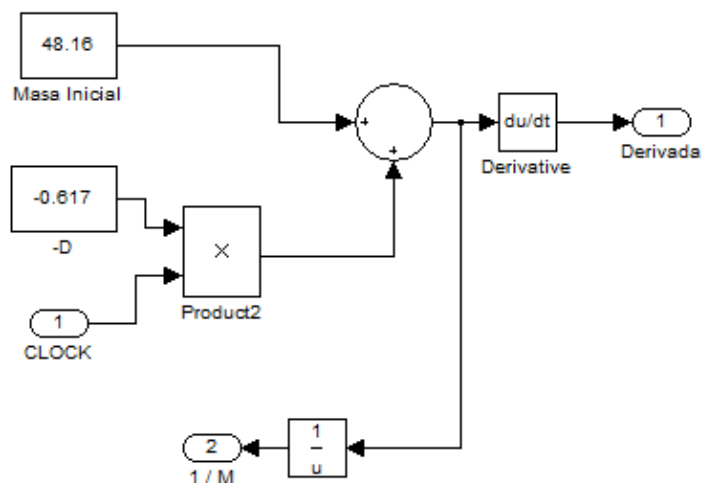 48.16
Masa Inicial
+
+
du/dt
Derivative
1
Derivada
-0.617
-D
×
Product2
1
CLOCK
2
1 / M
1
u